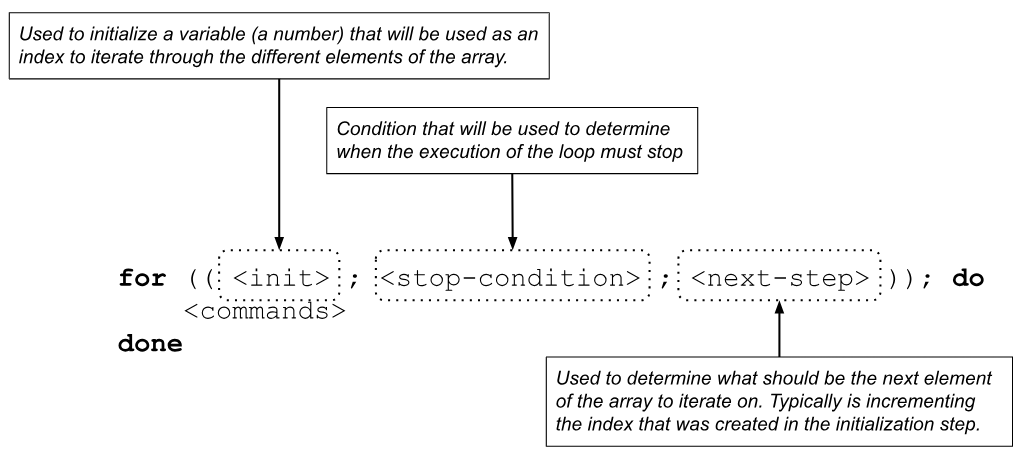 Used to initialize a variable (a number) that will be used as an
index to iterate through the different elements of the array.
Condition that will be used to determine
when the execution of the loop must stop
for ((<init>; <stop-condition>; <next-step>)); do
<commands>
done
Used to determine what should be the next element
of the array to iterate on. Typically is incrementing
the index that was created in the initialization step.